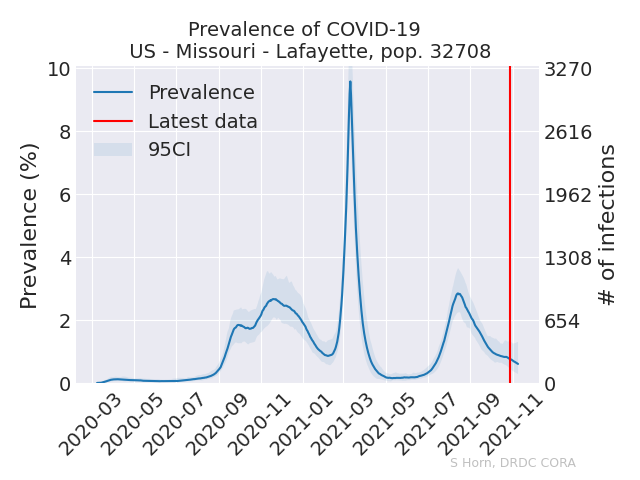 Prevalence of COVID-19
US - Missouri - Lafayette, pop. 32708
Prevalence
Latest data
95CI
Prevalence (%)
10
8
6
4
2
0
3270
2616
1962
1308
654
0
# of infections
2020-03
2020-05
2020-07
2020-09
2020-11
2021-01
2021-03
2021-05
2021-07
2021-09
2021-11
S Horn, DRDC CORA